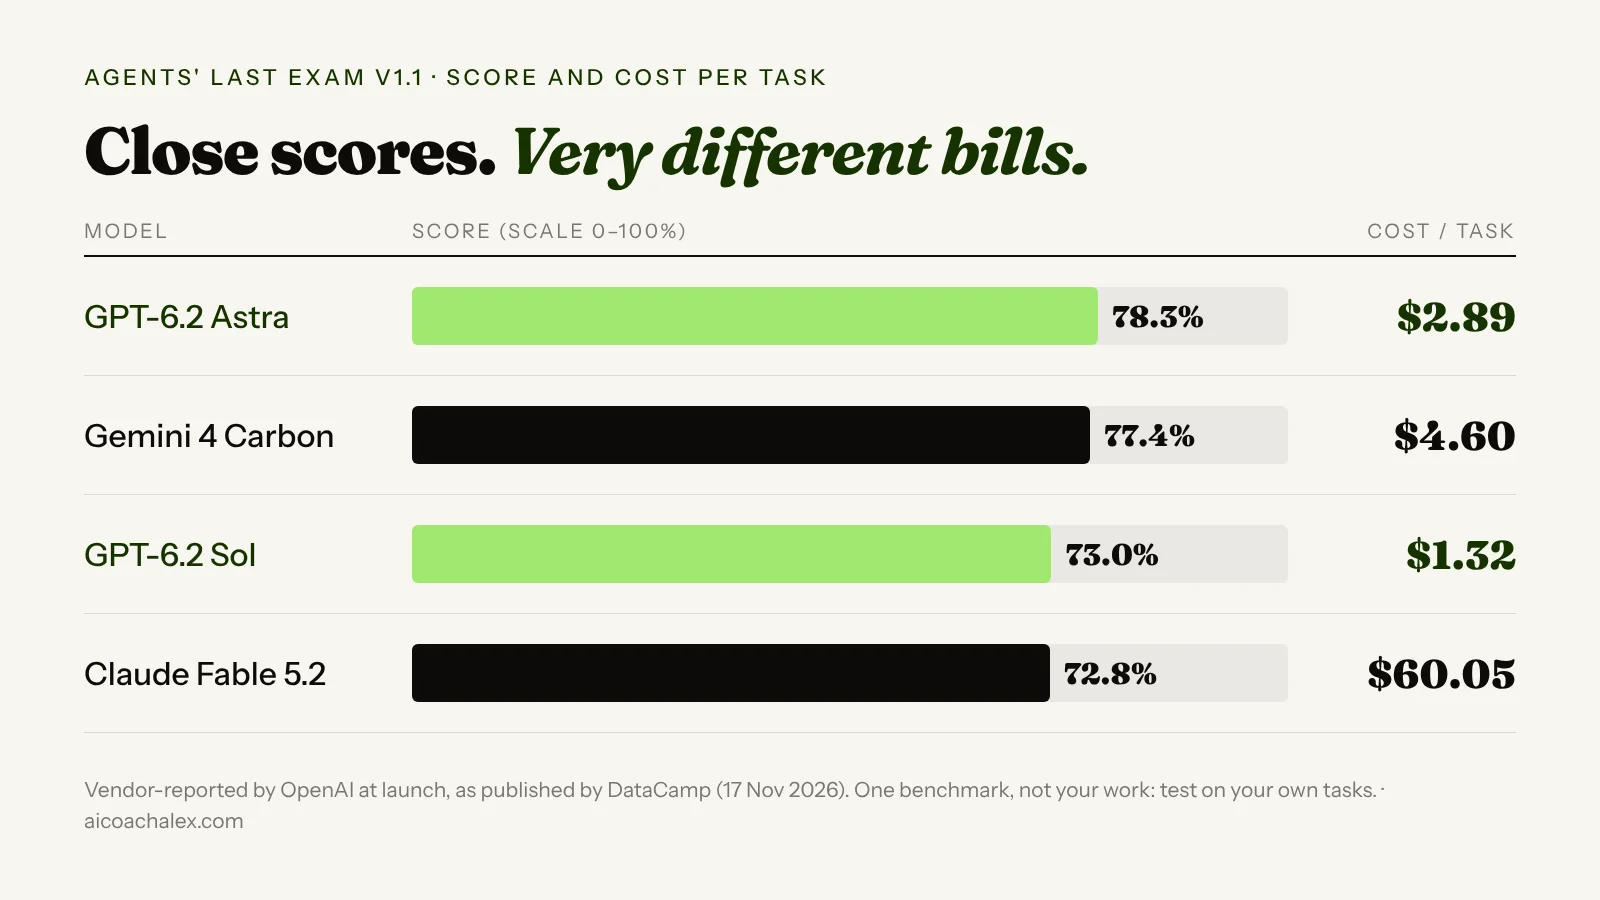 AGENTS' LAST EXAM V1.1 · SCORE AND COST PER TASK
Close scores. Very different bills.
MODEL SCORE (SCALE 0–100%) COST / TASK
GPT-6.2 Astra 78.3% $2.89
Gemini 4 Carbon 77.4% $4.60
GPT-6.2 Sol 73.0% $1.32
Claude Fable 5.2 72.8% $60.05
Vendor-reported by OpenAI at launch, as published by DataCamp (17 Nov 2026). One benchmark, not your work: test on your own tasks. ·
aicoachalex.com